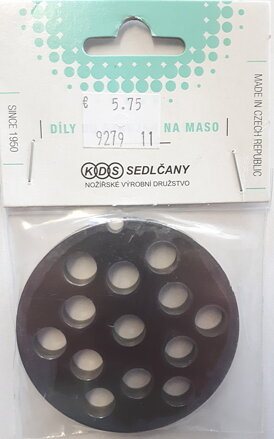 € 5.75
9279 11
DÍLY NA MASO
SINCE 1950
MADE IN CZECH REPUBLIC
KDS SEDLČANY
NOŽÍŘSKÉ VÝROBNÍ DRUŽSTVO